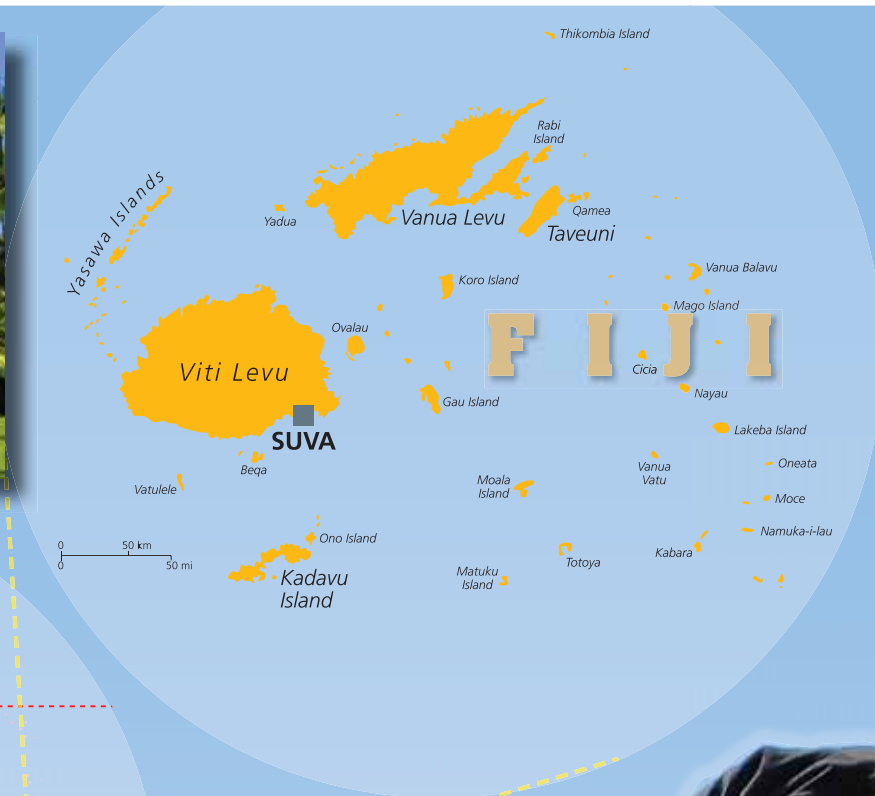 Thikombia Island
Rabi
Island
Yasawa Islands
Yadua
Vanua Levu
Qamea
Taveuni
Koro Island
Vanua Balavu
Mago Island
Ovalau
FIJI
Viti Levu
Cicia
Nayau
Gau Island
SUVA
Lakeba Island
Beqa
Vatulele
Moala
Island
Vanua
Vatu
Oneata
Moce
Namuka-i-lau
Ono Island
Kabara
0 50 km
0 50 mi
Totoya
Matuku
Island
Kadavu
Island